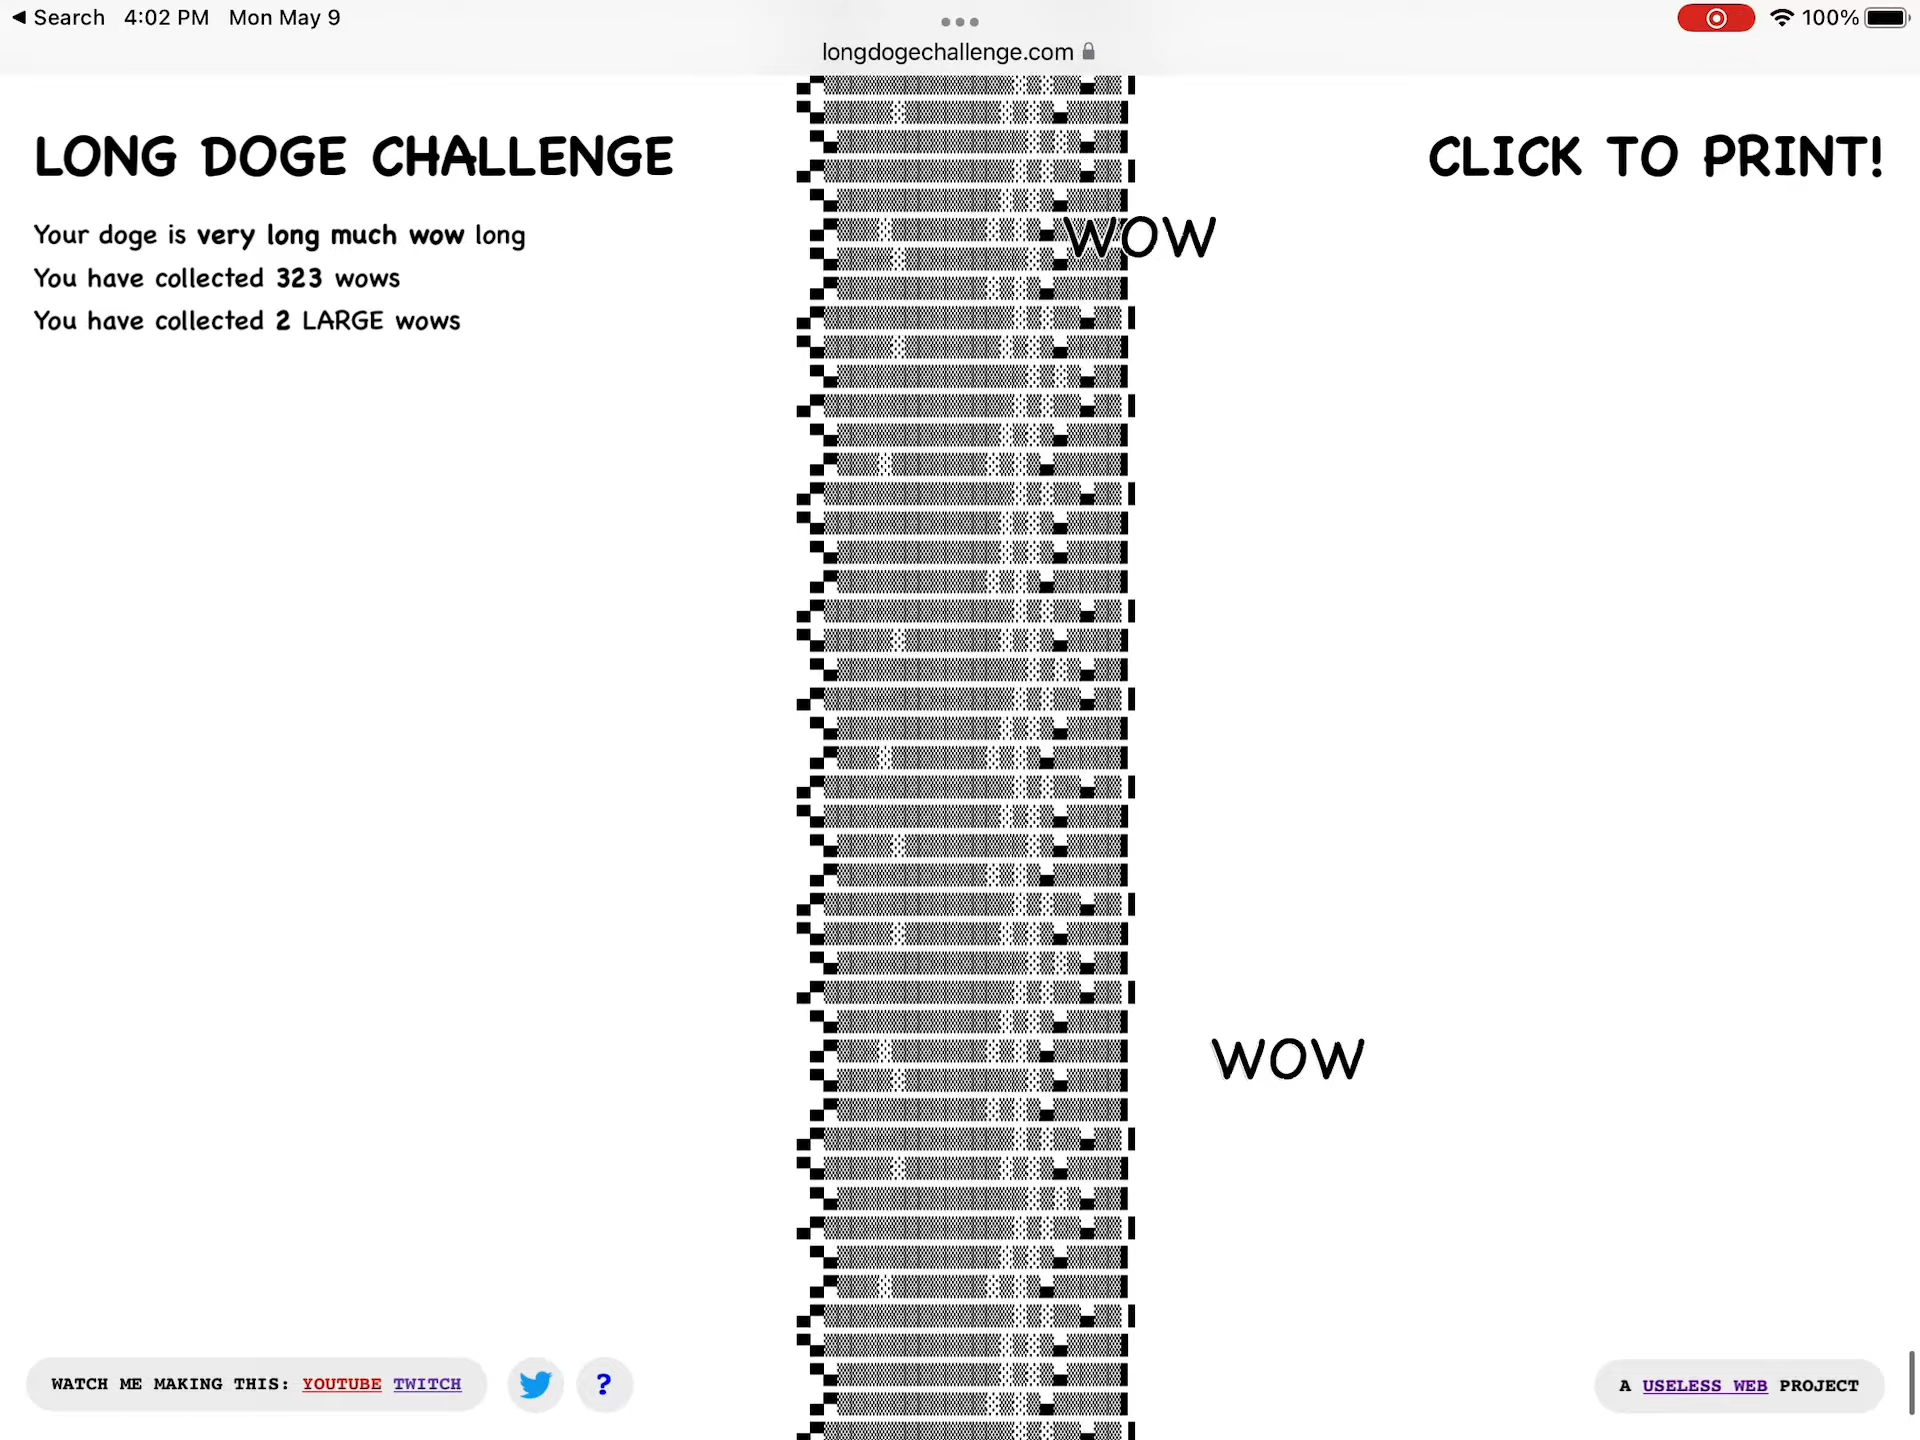 Search 4:02 PM Mon May 9
100%
longdogechallenge.com
LONG DOGE CHALLENGE
CLICK TO PRINT!
Your doge is very long much wow long
You have collected 323 wows
You have collected 2 LARGE wows
WOW
WOW
WATCH ME MAKING THIS: YOUTUBE TWITCH
?
A USELESS WEB PROJECT